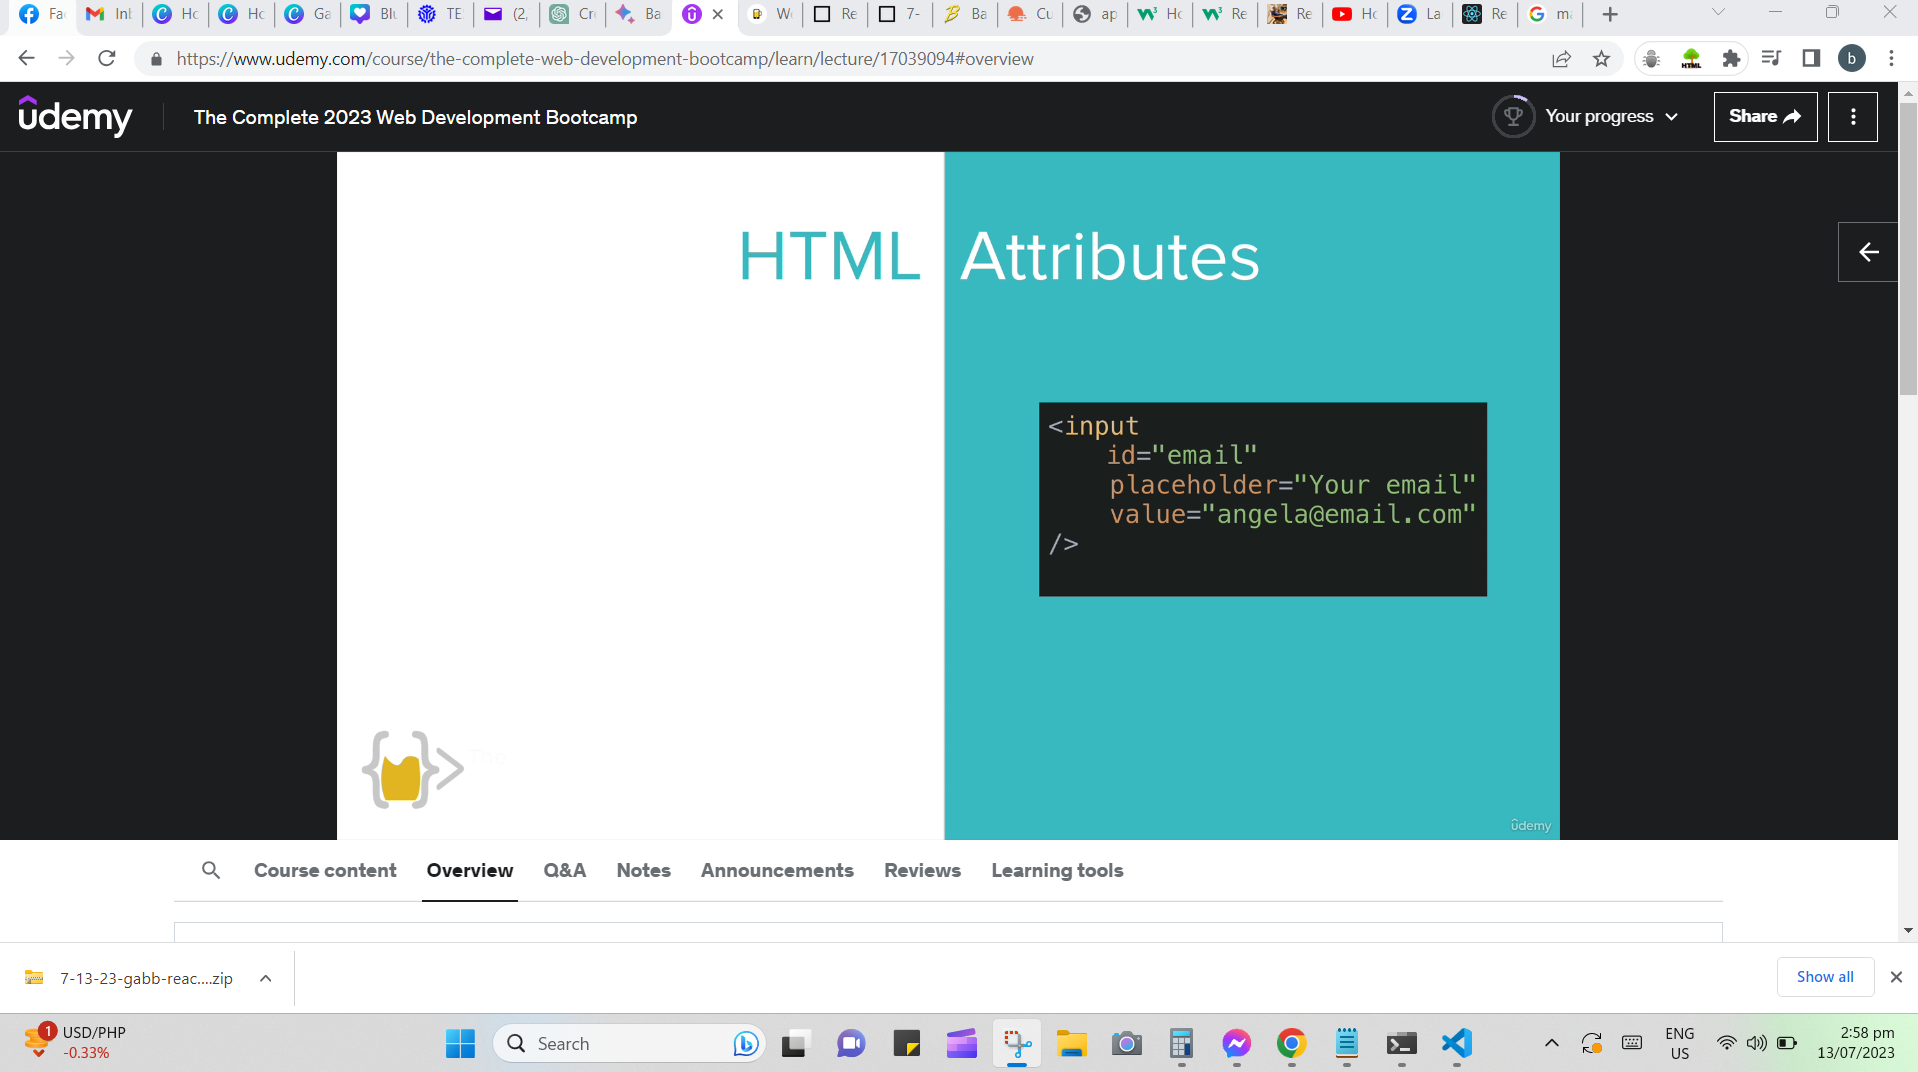 Inl
Hc
Hc
Ga
Blu
TE
(2,
Cr
Ba
We
Re
7-
Ba
Cu
ap
Hc
Re
Re
Hc
La
Re
https://www.udemy.com/course/the-complete-web-development-bootcamp/learn/lecture/17039094#overview
b
udemy
The Complete 2023 Web Development Bootcamp
Your progress
Share
HTML Attributes
<input
id="email"
placeholder="Your email"
value="angela@email.com"
/>
udemy
Course content
Overview
Q&A
Notes
Announcements
Reviews
Learning tools
7-13-23-gabb-reac....zip
Show all
1
USD/PHP
-0.33%
Search
ENG
US
2:58 pm
13/07/2023